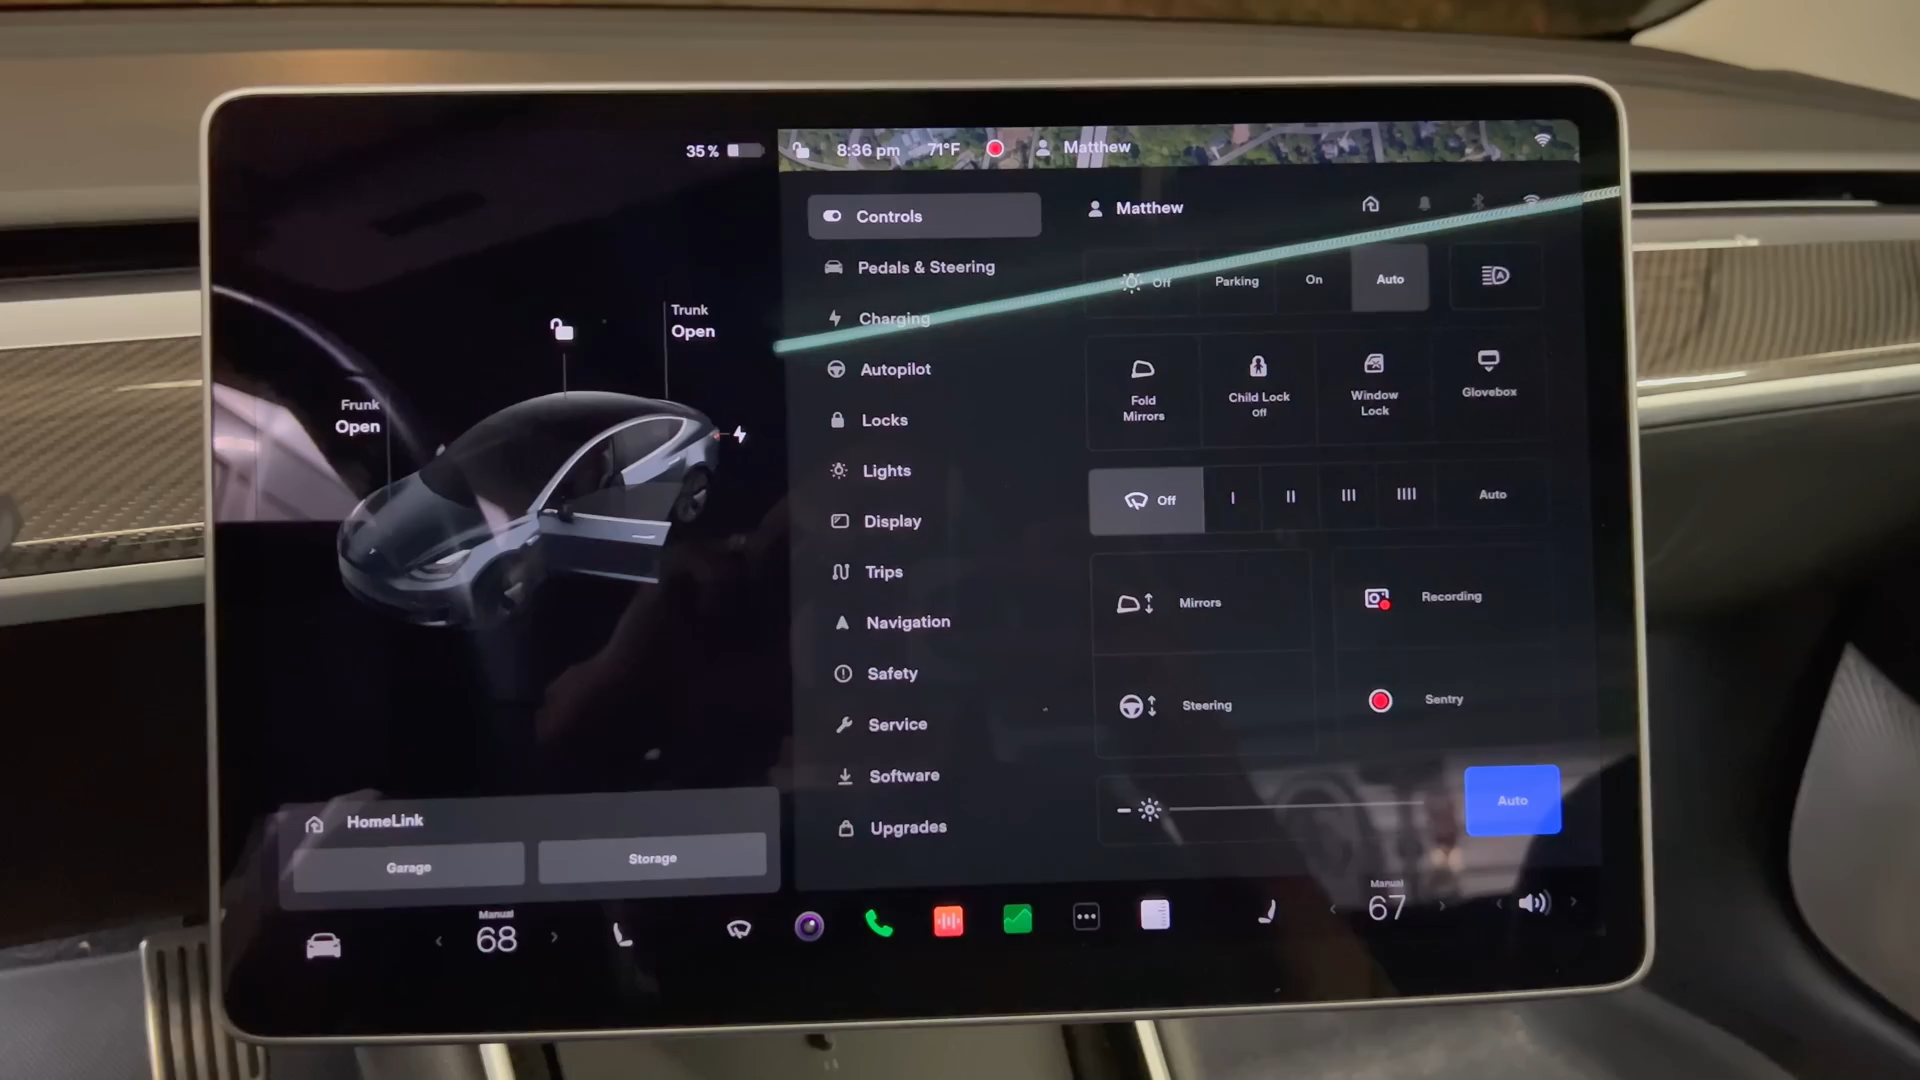 35%
8:36 pm
71°F
Matthew
Controls
Pedals & Steering
Charging
Autopilot
Locks
Lights
Display
Trips
Navigation
Safety
Service
Software
Upgrades
Matthew
Off
Parking
On
Auto
Fold
Mirrors
Child Lock
Off
Window
Lock
Glovebox
Off
I
II
III
IIII
Auto
Mirrors
Recording
Steering
Sentry
Auto
Trunk
Open
Frunk
Open
HomeLink
Garage
Storage
Manual
68
Manual
67